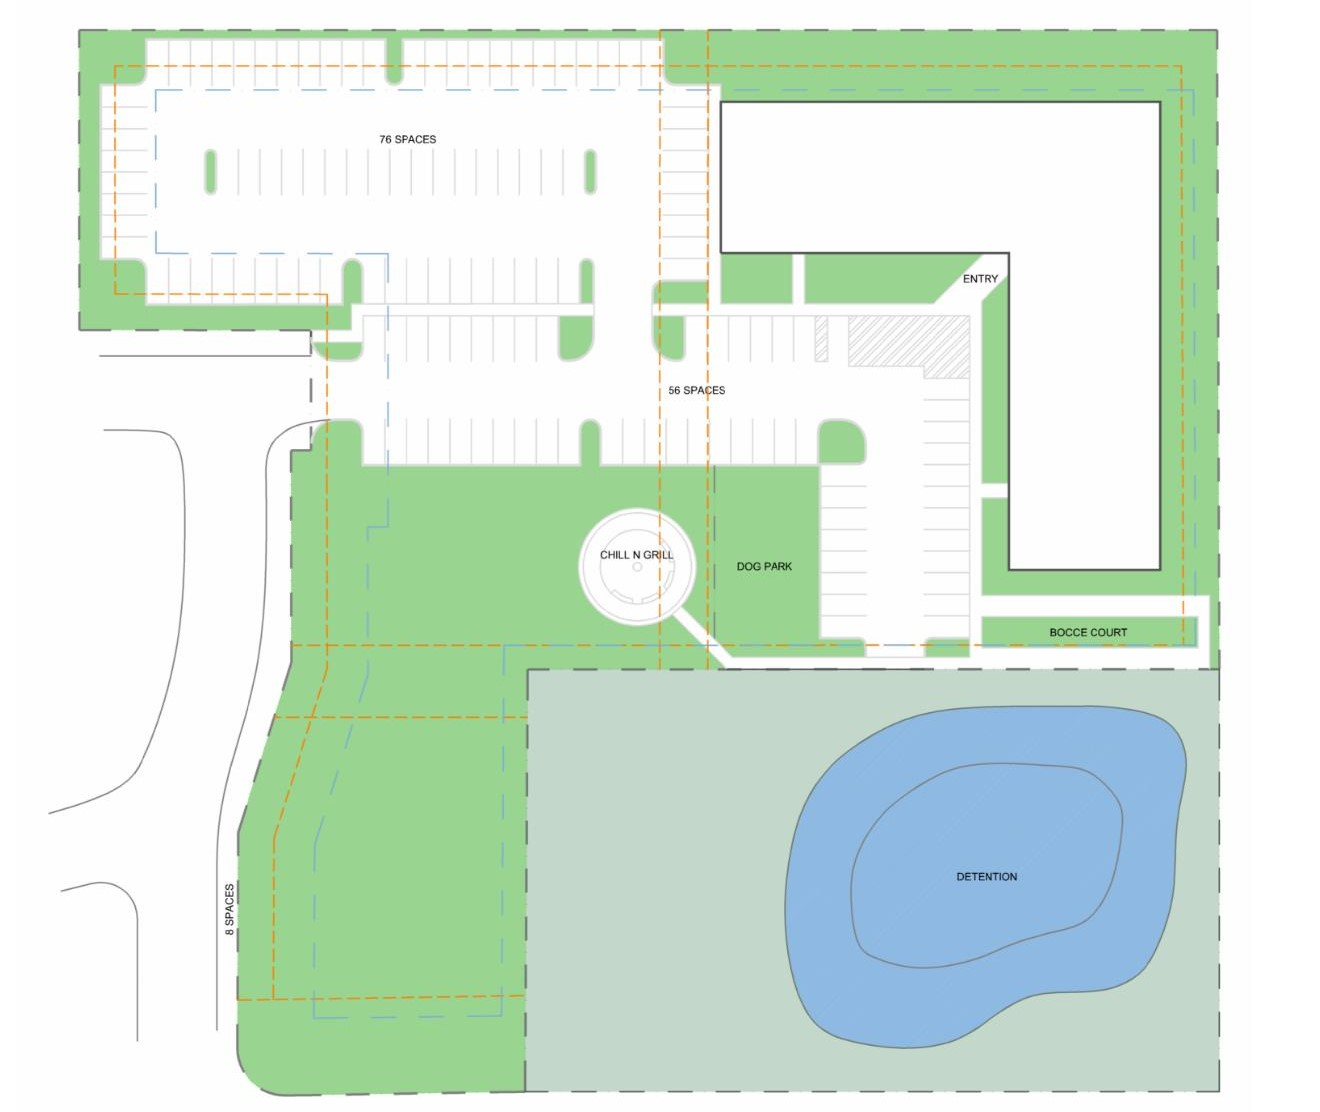 76 SPACES
ENTRY
56 SPACES
CHILL N GRILL
DOG PARK
BOCCE COURT
8 SPACES
DETENTION